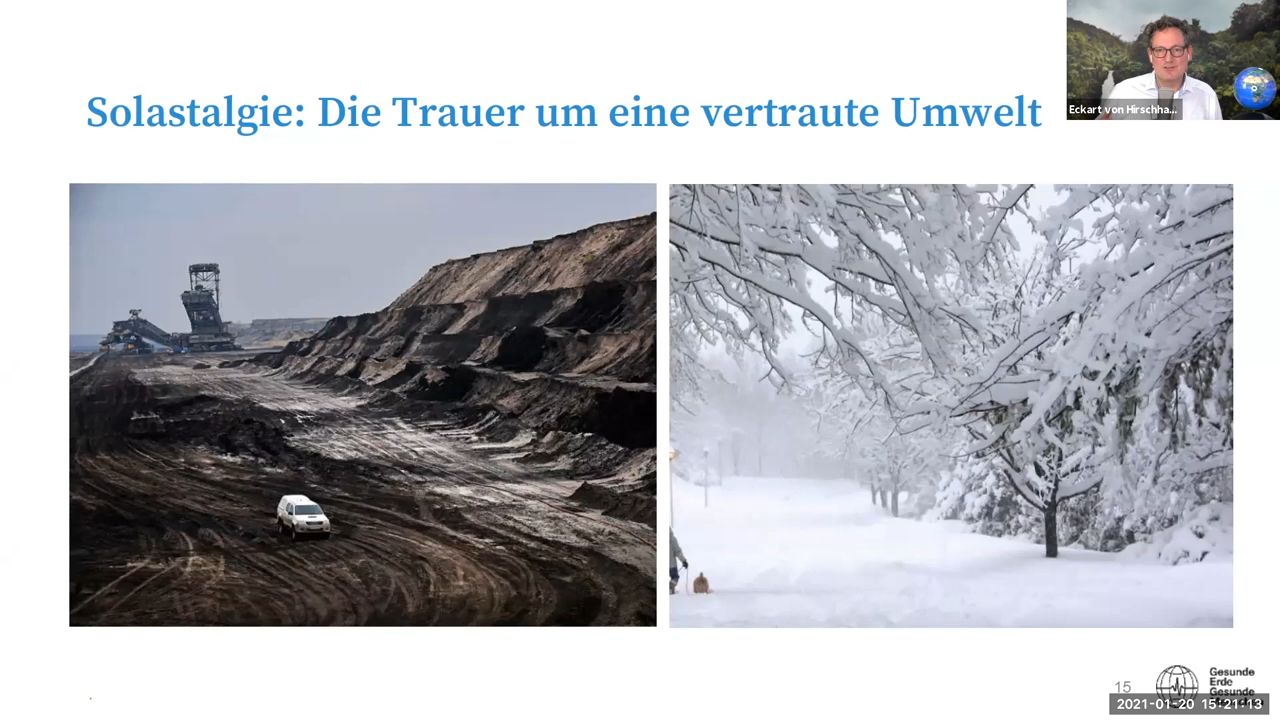 Solastalgie: Die Trauer um eine vertraute Umwelt
Eckart von Hirschha...
15
Gesunde
Erde
Gesunde
2021-01-20 15:21:13